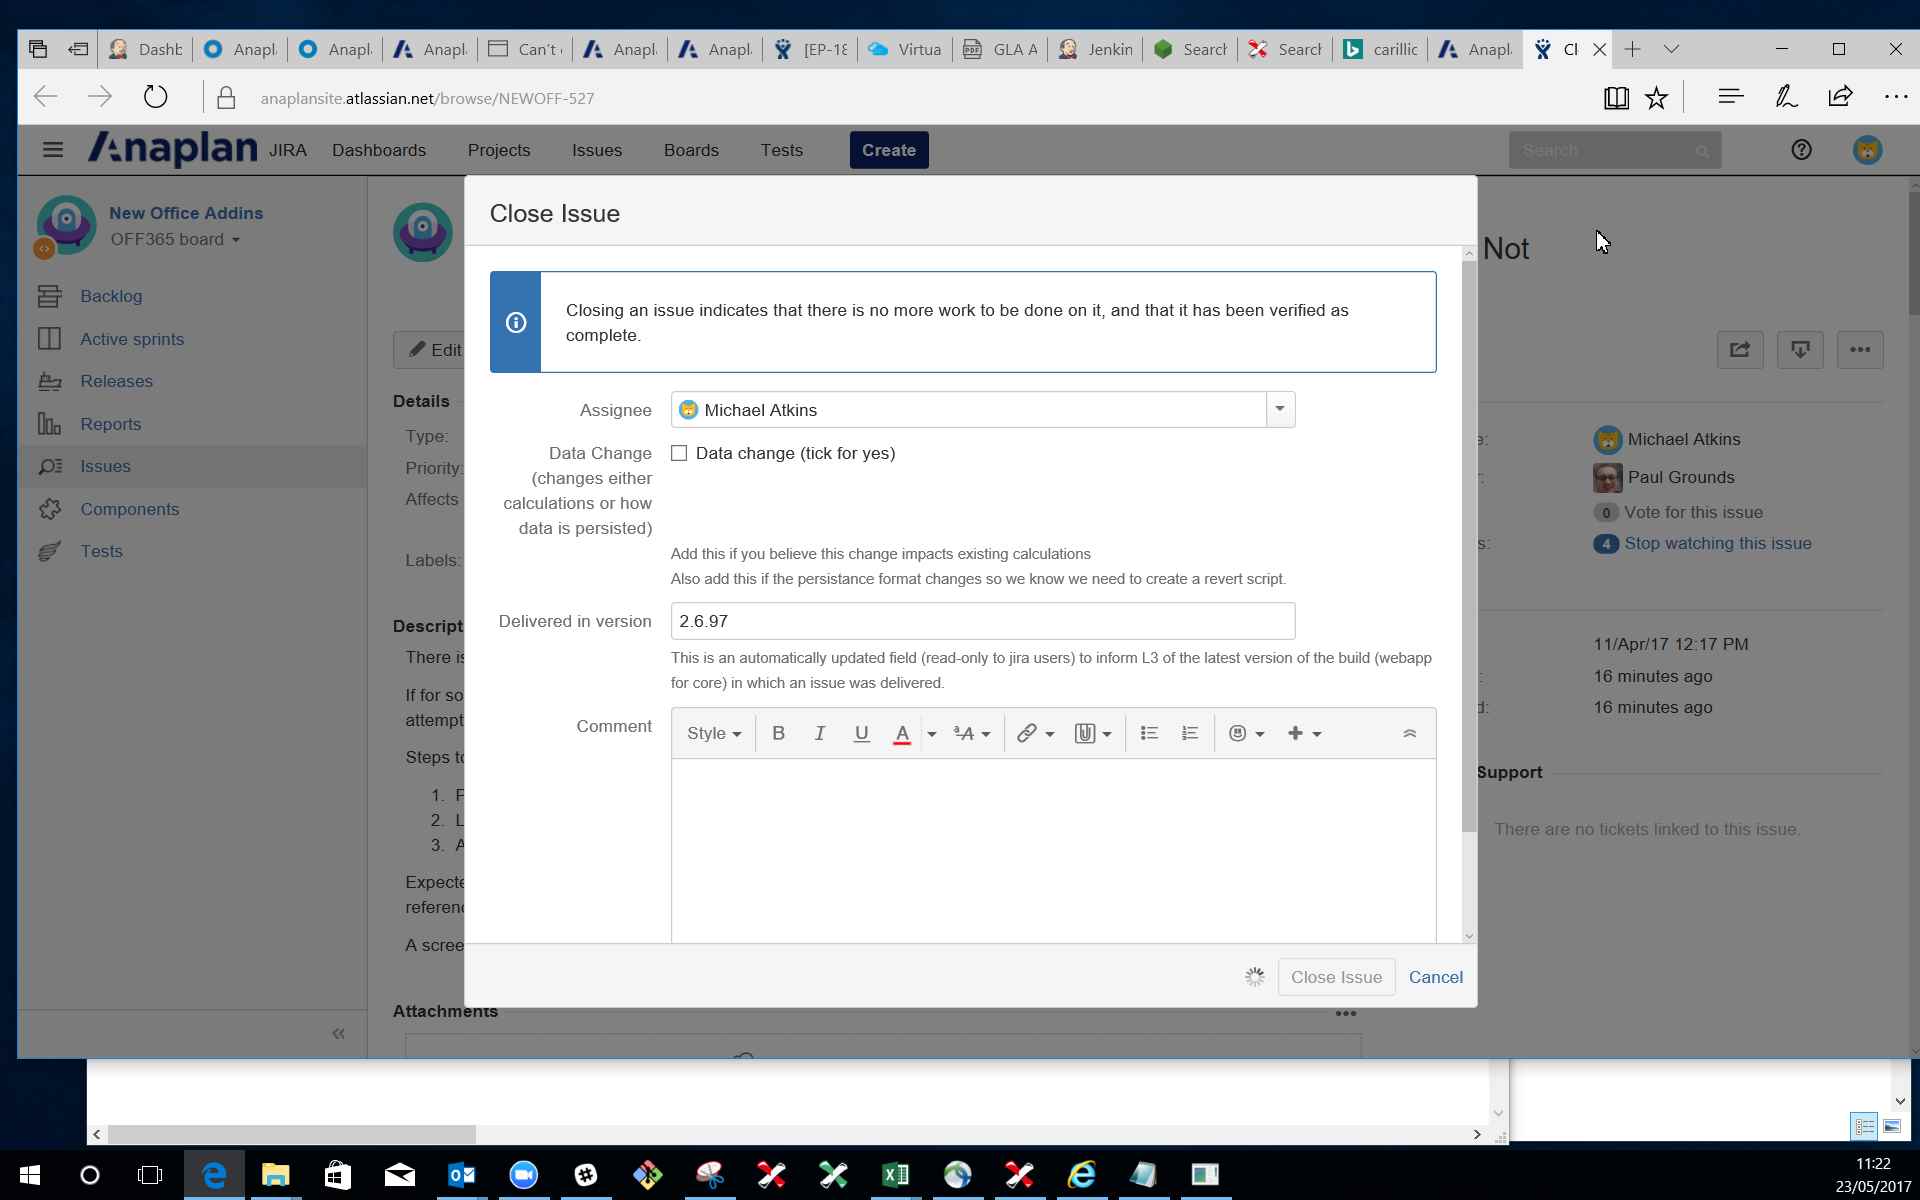 Dashb
Anapl
Anapl
Anapl
Can't
Anapl
Anapl
[EP-18
Virtua
GLA A
Jenkin
Search
Search
carillic
Anapl
Cl
anaplansite.atlassian.net/browse/NEWOFF-527
Anaplan JIRA Dashboards Projects Issues Boards Tests Create Search
New Office Addins
OFF365 board
Backlog
Active sprints
Releases
Reports
Issues
Components
Tests
Edit
Details
Type:
Priority:
Affects
Labels:
Descript
There is
If for so
attempt
Steps to
1. F
2. L
3. A
Expecte
referenc
A scree
Attachments
Close Issue
Closing an issue indicates that there is no more work to be done on it, and that it has been verified as
complete.
Assignee Michael Atkins
Data Change Data change (tick for yes)
(changes either
calculations or how
data is persisted)
Add this if you believe this change impacts existing calculations
Also add this if the persistance format changes so we know we need to create a revert script.
Delivered in version 2.6.97
This is an automatically updated field (read-only to jira users) to inform L3 of the latest version of the build (webapp
for core) in which an issue was delivered.
Comment Style B I U A
Close Issue Cancel
Not
e: Michael Atkins
r: Paul Grounds
0 Vote for this issue
s: 4 Stop watching this issue
11/Apr/17 12:17 PM
: 16 minutes ago
d: 16 minutes ago
Support
There are no tickets linked to this issue.
11:22
23/05/2017